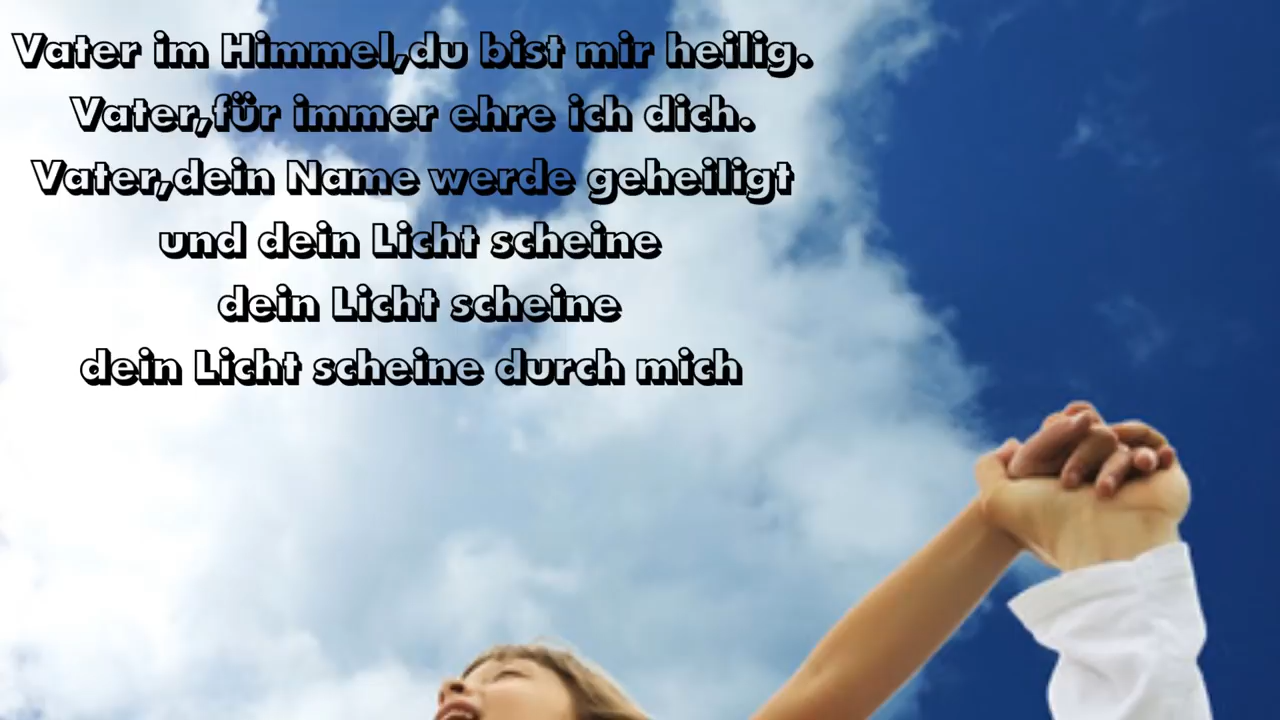 Vater im Himmel,du bist mir heilig.
Vater,für immer ehre ich dich.
Vater,dein Name werde geheiligt
und dein Licht scheine
dein Licht scheine
dein Licht scheine durch mich